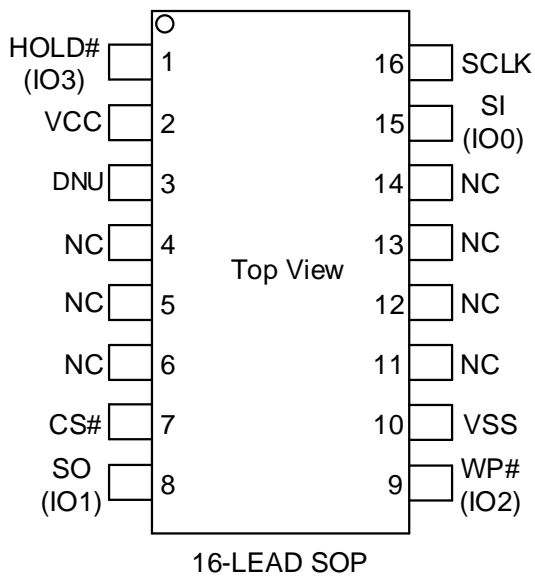 HOLD#
(IO3)
1
16
SCLK
VCC
2
15
SI
(IO0)
DNU
3
14
NC
NC
4
13
NC
Top View
NC
5
12
NC
NC
6
11
NC
CS#
7
10
VSS
SO
(IO1)
8
9
WP#
(IO2)
16-LEAD SOP